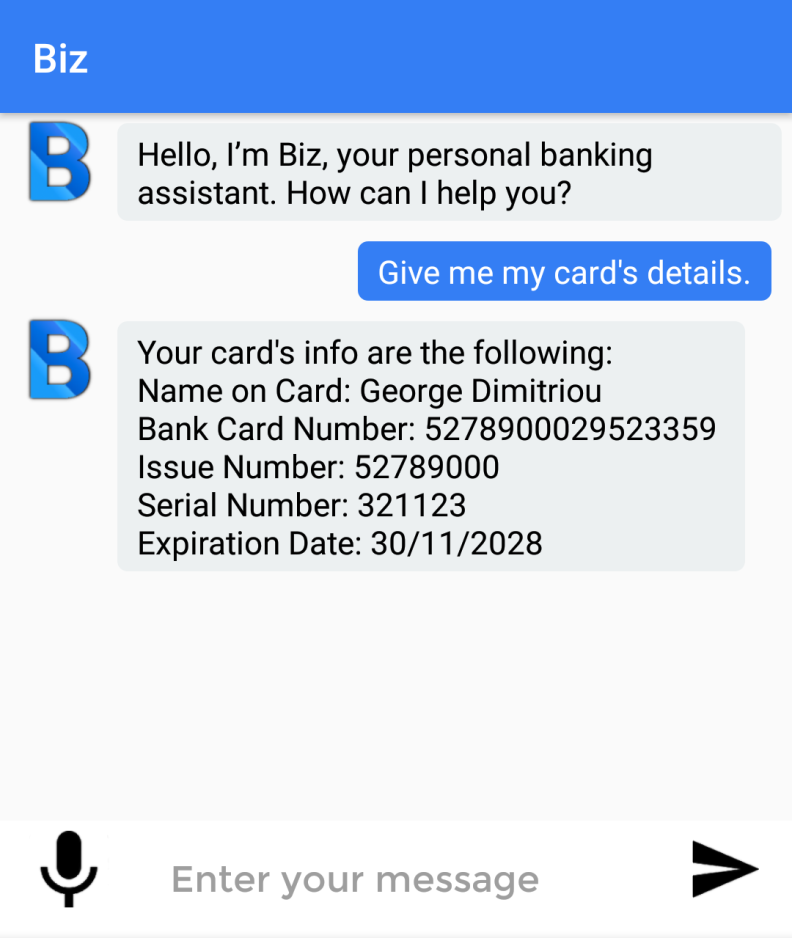 Biz
Hello, I’m Biz, your personal banking
assistant. How can I help you?
Give me my card's details.
Your card's info are the following:
Name on Card: George Dimitriou
Bank Card Number: 5278900029523359
Issue Number: 52789000
Serial Number: 321123
Expiration Date: 30/11/2028
Enter your message